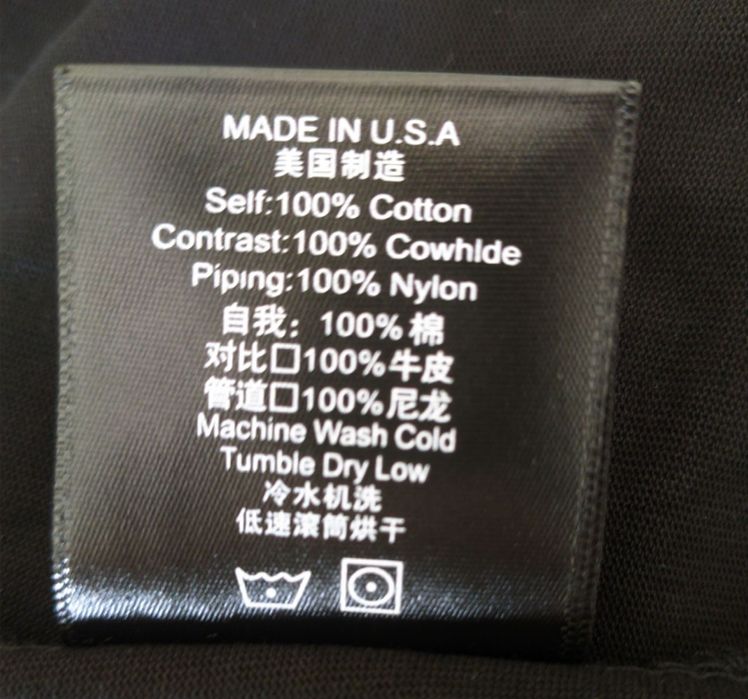 MADE IN U.S.A
美国制造
Self:100% Cotton
Contrast:100% Cowhide
Piping:100% Nylon
自我：100%棉
对比□100%牛皮
管道□100%尼龙
Machine Wash Cold
Tumble Dry Low
冷水机洗
低速滚筒烘干